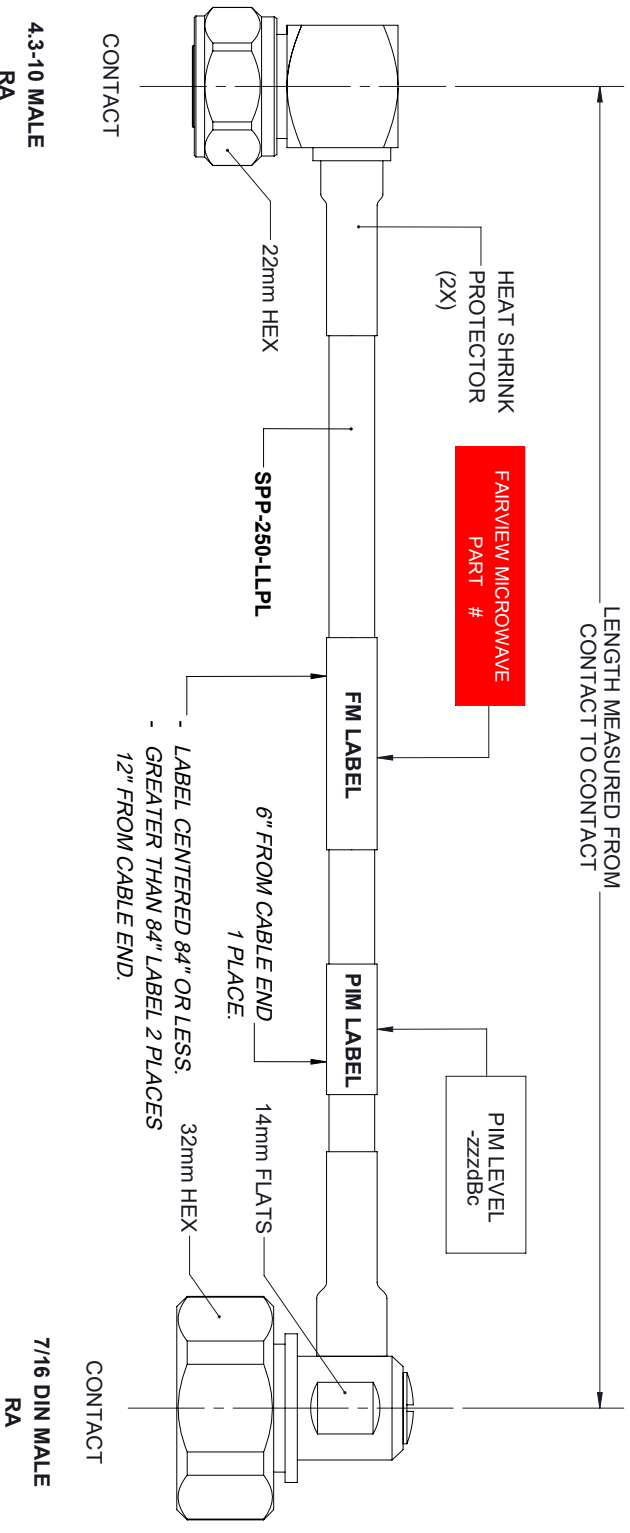 LENGTH MEASURED FROM
CONTACT TO CONTACT
FAIRVIEW MICROWAVE
PART #
HEAT SHRINK
PROTECTOR
(2X)
PIM LEVEL
-zzzdBc
FM LABEL
PIM LABEL
22mm HEX
SPP-250-LLPL
6" FROM CABLE END
1 PLACE.
14mm FLATS
- LABEL CENTERED 84" OR LESS.
- GREATER THAN 84" LABEL 2 PLACES
12" FROM CABLE END.
32mm HEX
CONTACT
4.3-10 MALE
RA
CONTACT
7/16 DIN MALE
RA